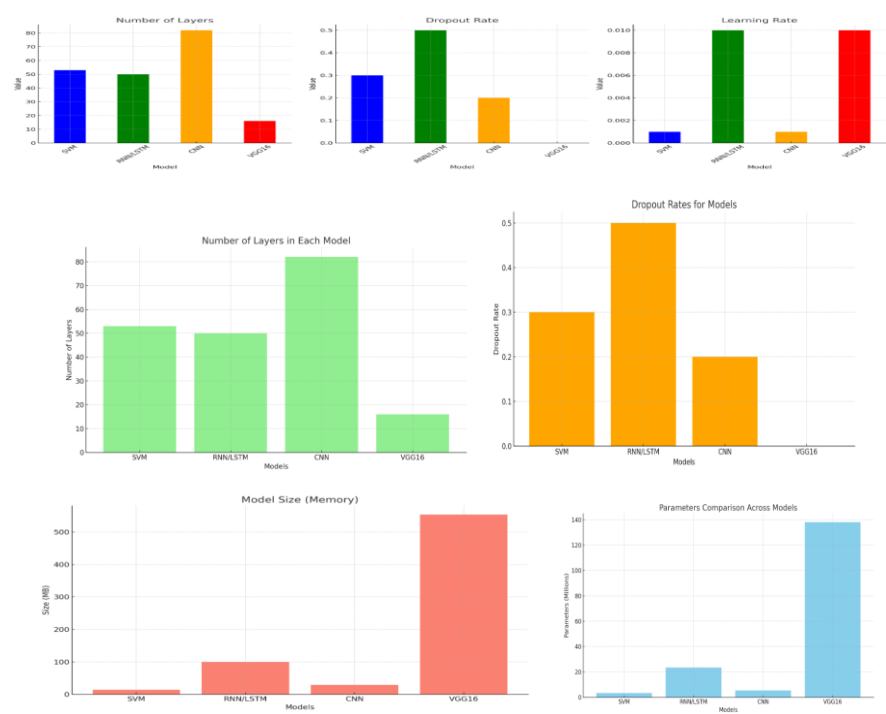 Number of Layers
Value
80
70
60
50
40
30
20
10
0
SVM
RNN/LSTM
CNN
VGG16
Model
Dropout Rate
Value
0.5
0.4
0.3
0.2
0.1
0.0
SVM
RNN/LSTM
CNN
VGG16
Model
Learning Rate
Value
0.010
0.008
0.006
0.004
0.002
0.000
SVM
RNN/LSTM
CNN
VGG16
Model
Number of Layers in Each Model
Number of Layers
80
70
60
50
40
30
20
10
0
SVM
RNN/LSTM
CNN
VGG16
Models
Dropout Rates for Models
Dropout Rate
0.5
0.4
0.3
0.2
0.1
0.0
SVM
RNN/LSTM
CNN
VGG16
Models
Model Size (Memory)
Size (MB)
500
400
300
200
100
0
SVM
RNN/LSTM
CNN
VGG16
Models
Parameters Comparison Across Models
Parameters (Millions)
140
120
100
80
60
40
20
0
SVM
RNN/LSTM
CNN
VGG16
Models